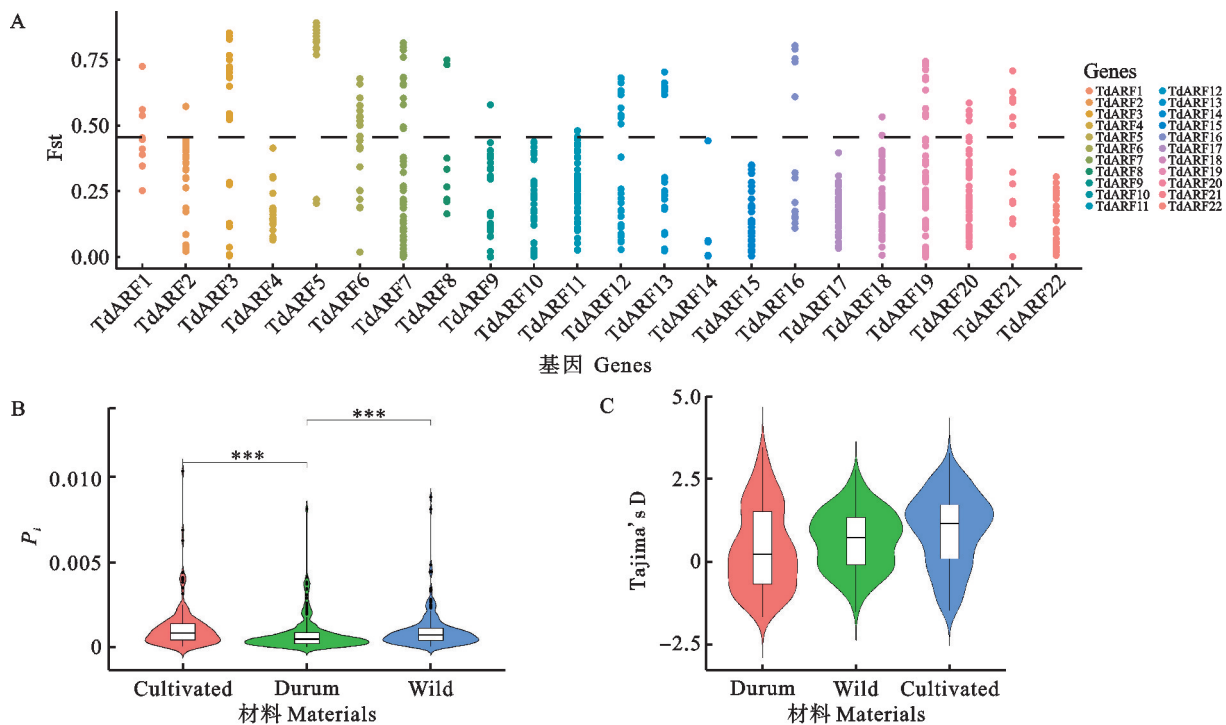 A
Fst
0.75
0.50
0.25
0.00
TdARF1 TdARF2 TdARF3 TdARF4 TdARF5 TdARF6 TdARF7 TdARF8 TdARF9 TdARF10 TdARF11 TdARF12 TdARF13 TdARF14 TdARF15 TdARF16 TdARF17 TdARF18 TdARF19 TdARF20 TdARF21 TdARF22
基因 Genes
Genes
TdARF1 TdARF12
TdARF2 TdARF13
TdARF3 TdARF14
TdARF4 TdARF15
TdARF5 TdARF16
TdARF6 TdARF17
TdARF7 TdARF18
TdARF8 TdARF19
TdARF9 TdARF20
TdARF10 TdARF21
TdARF11 TdARF22
B
Pi
0.010
0.005
0
***
***
Cultivated Durum Wild
材料 Materials
C
Tajima's D
5.0
2.5
0
−2.5
Durum Wild Cultivated
材料 Materials